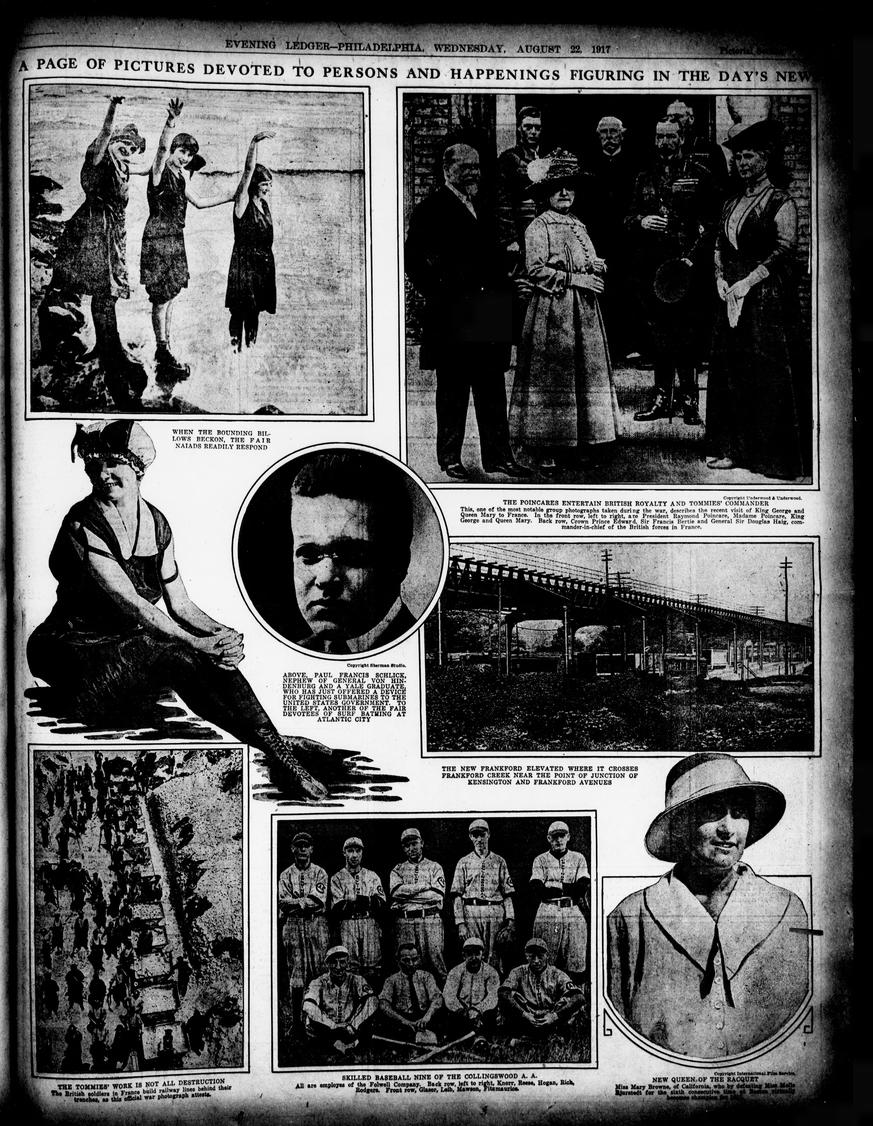 EVENING LEDGER—PHILADELPHIA, WEDNESDAY, AUGUST 22, 1917
Pictorial
A PAGE OF PICTURES DEVOTED TO PERSONS AND HAPPENINGS FIGURING IN THE DAY'S NEW
WHEN THE BOUNDING BIL-
LOWS BECKON, THE FAIR
NAIADS READILY RESPOND
Copyright Underwood & Underwood.
THE POINCARES ENTERTAIN BRITISH ROYALTY AND TOMMIES' COMMANDER
This, one of the most notable group photographs taken during the war, describes the recent visit of King George and
Queen Mary to France. In the front row, left to right, are President Raymond Poincare, Madame Poincare, King
George and Queen Mary. Back row, Crown Prince Edward, Sir Francis Bertie and General Sir Douglas Haig, com-
mander-in-chief of the British forces in France.
Copyright Sherman Studio.
ABOVE, PAUL FRANCIS SCHLICK,
NEPHEW OF GENERAL VON HIN-
DENBURG AND A YALE GRADUATE,
WHO HAS JUST OFFERED A DEVICE
FOR FIGHTING SUBMARINES TO THE
UNITED STATES GOVERNMENT. TO
THE LEFT, ANOTHER OF THE FAIR
DEVOTEES OF SURF BATHING AT
ATLANTIC CITY
THE NEW FRANKFORD ELEVATED WHERE IT CROSSES
FRANKFORD CREEK NEAR THE POINT OF JUNCTION OF
KENSINGTON AND FRANKFORD AVENUES
THE TOMMIES' WORK IS NOT ALL DESTRUCTION
The British soldiers in France build railway lines behind their
trenches, as this official war photograph attests.
SKILLED BASEBALL NINE OF THE COLLINGSWOOD A. A.
All are employes of the Folwell Company. Back row, left to right, Knorr, Reese, Hogan, Rich,
Rodgers. Front row, Glaser, Leib, Mawson, Fitzmaurice.
Copyright International Film Service.
NEW QUEEN OF THE RACQUET
Miss Mary Browne, of California, who by defeating Miss Molla
Bjurstedt for the sixth consecutive time at Boston virtually
becomes champion